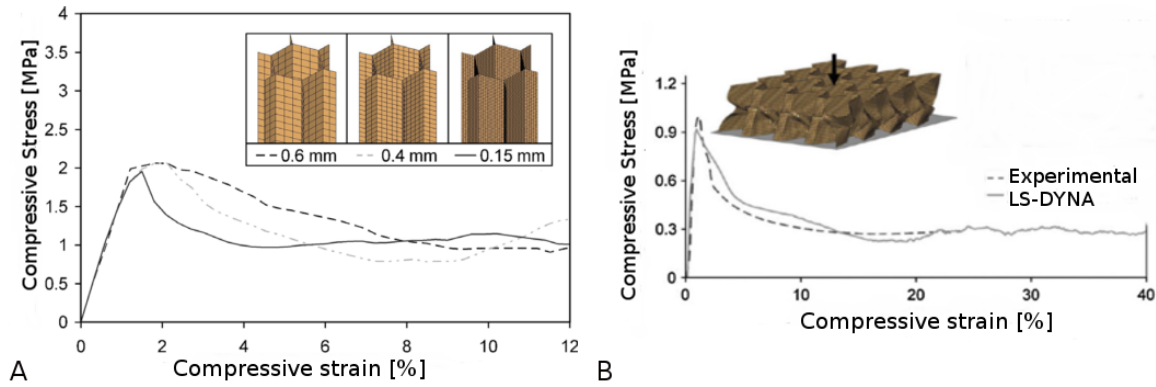 4
3.5
3
2.5
2
1.5
1
0.5
0
Compressive Stress [MPa]
0.6 mm 0.4 mm 0.15 mm
0 2 4 6 8 10 12
Compressive strain [%]
A
1.2
0.9
0.6
0.3
0
Compressive Stress [MPa]
Experimental
LS-DYNA
0 10 20 30 40
Compressive strain [%]
B